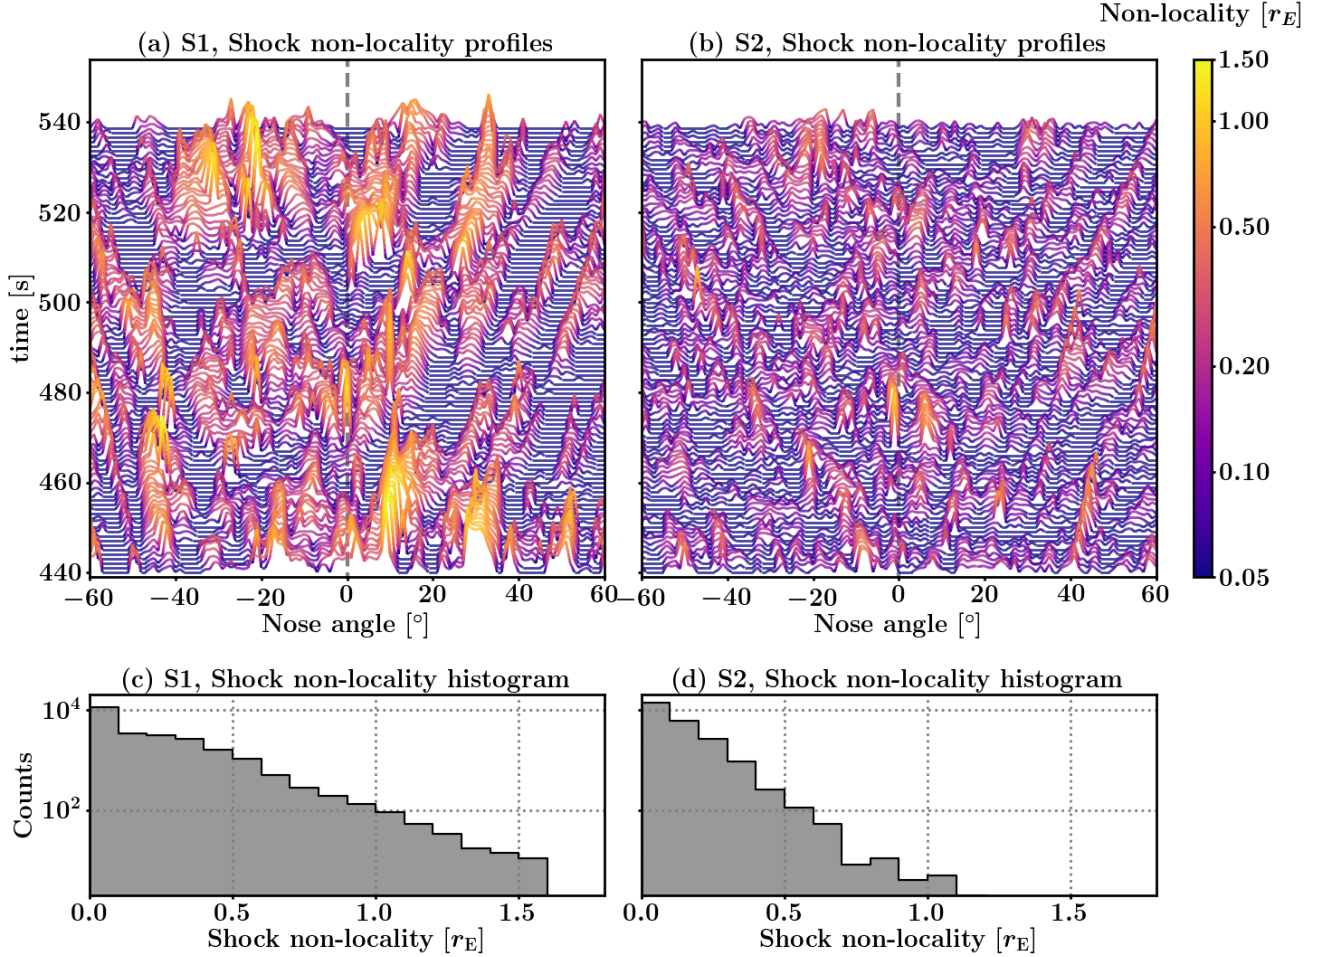 Non-locality [r_E]
(a) S1, Shock non-locality profiles
(b) S2, Shock non-locality profiles
540
520
500
480
460
440
time [s]
−60 −40 −20 0 20 40 60
Nose angle [°]
−60 −40 −20 0 20 40 60
Nose angle [°]
1.50
1.00
0.50
0.20
0.10
0.05
(c) S1, Shock non-locality histogram
(d) S2, Shock non-locality histogram
10^4
10^2
Counts
0.0 0.5 1.0 1.5
Shock non-locality [r_E]
0.0 0.5 1.0 1.5
Shock non-locality [r_E]